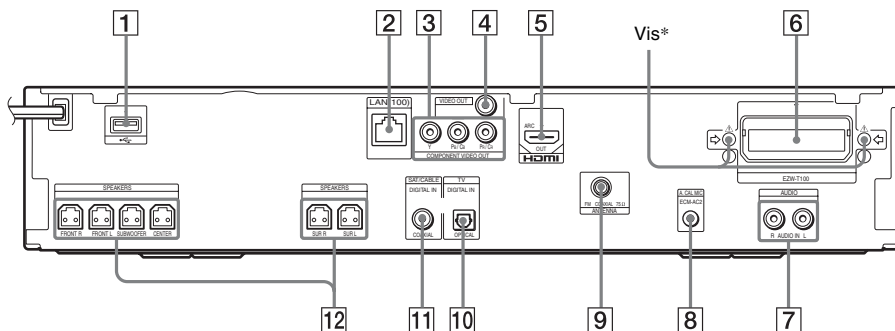 1 2 3 4 5 Vis* 6
LAN(100)
VIDEO OUT
Y PB / CB PR / CR
COMPONENT VIDEO OUT
ARC
OUT
HDMI
EZW-T100
SPEAKERS
FRONT R FRONT L SUBWOOFER CENTER
SPEAKERS
SUR R SUR L
SAT/CABLE
DIGITAL IN
COAXIAL
TV
DIGITAL IN
OPTICAL
FM COAXIAL 75Ω
ANTENNA
A. CAL MIC
ECM-AC2
AUDIO
R AUDIO IN L
12 11 10 9 8 7